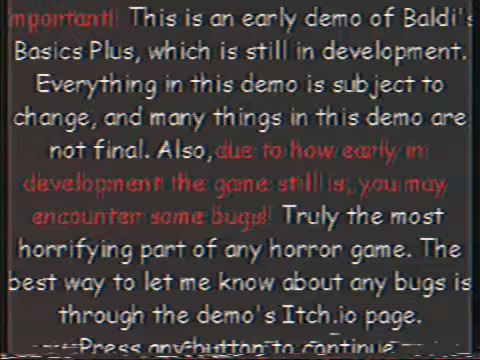 mportant! This is an early demo of Baldi's
Basics Plus, which is still in development.
Everything in this demo is subject to
change, and many things in this demo are
not final. Also, due to how early in
development the game still is, you may
encounter some bugs! Truly the most
horrifying part of any horror game. The
best way to let me know about any bugs is
through the demo's Itch.io page.
Press any button to continue